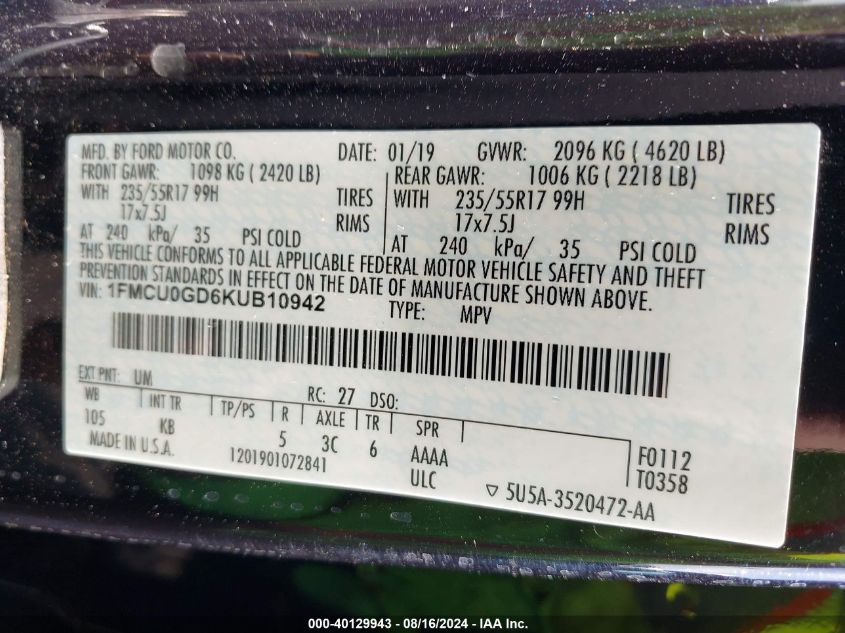 MFD. BY FORD MOTOR CO.
DATE: 01/19 GVWR: 2096 KG ( 4620 LB)
FRONT GAWR: 1098 KG ( 2420 LB)
WITH 235/55R17 99H TIRES
17x7.5J RIMS
AT 240 kPa/ 35 PSI COLD
REAR GAWR: 1006 KG ( 2218 LB)
WITH 235/55R17 99H TIRES
17x7.5J RIMS
AT 240 kPa/ 35 PSI COLD
THIS VEHICLE CONFORMS TO ALL APPLICABLE FEDERAL MOTOR VEHICLE SAFETY AND THEFT
PREVENTION STANDARDS IN EFFECT ON THE DATE OF MANUFACTURE SHOWN ABOVE.
VIN: 1FMCU0GD6KUB10942 TYPE: MPV
EXT PNT: UM RC: 27 DSO:
WB INT TR TP/PS R AXLE TR SPR
105 KB 5 3C 6 AAAA F0112
MADE IN U.S.A. 1201901072841 ULC T0358
▽ 5U5A-3520472-AA
000-40129943 - 08/16/2024 - IAA Inc.